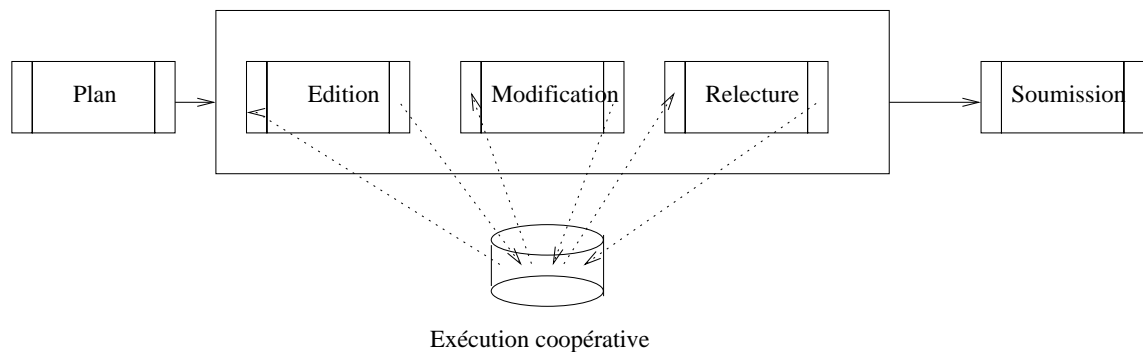 Plan
Edition
Modification
Relecture
Soumission
Exécution coopérative